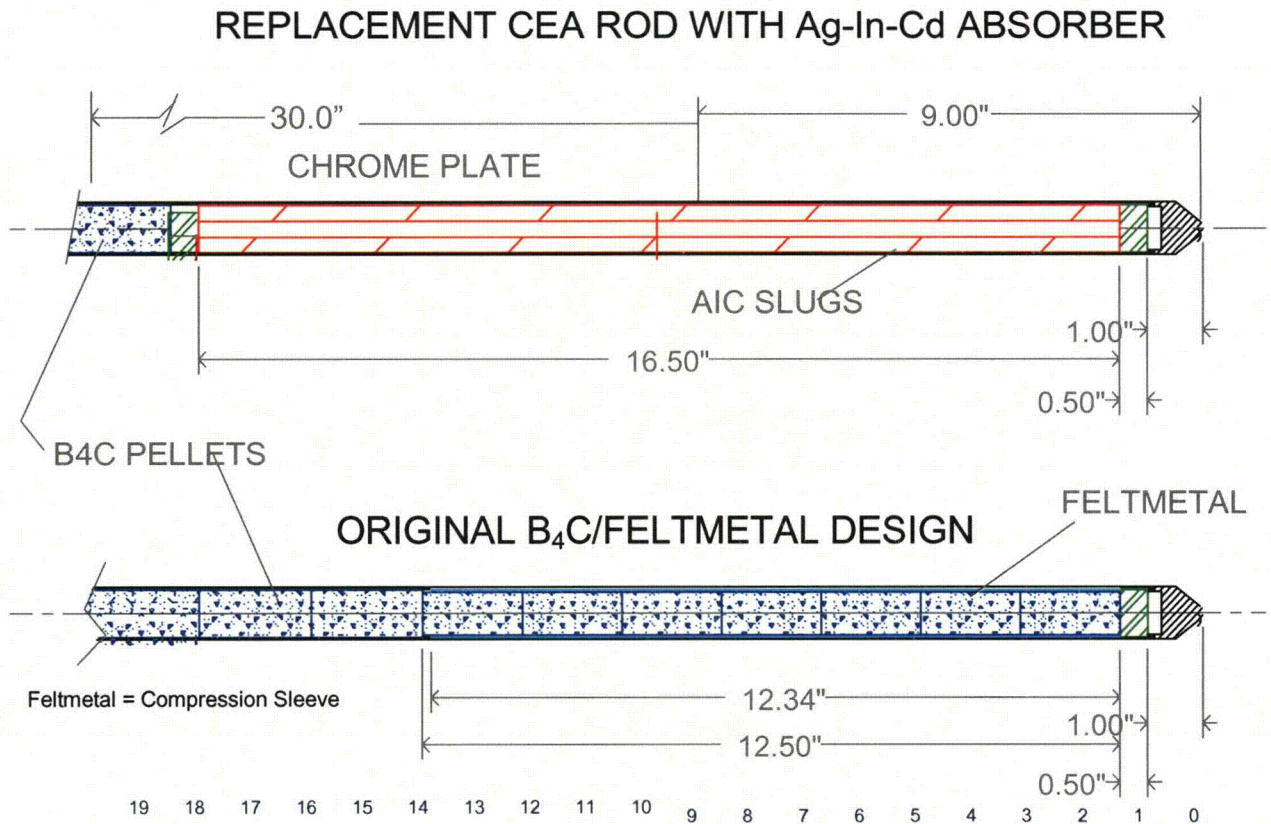 REPLACEMENT CEA ROD WITH Ag-In-Cd ABSORBER
30.0”
9.00"
CHROME PLATE
AIC SLUGS
1.00"
16.50"
0.50"
B4C PELLETS
FELTMETAL
ORIGINAL B₄C/FELTMETAL DESIGN
Feltmetal = Compression Sleeve
12.34"
1.00"
12.50"
0.50"
19 18 17 16 15 14 13 12 11 10 9 8 7 6 5 4 3 2 1 0